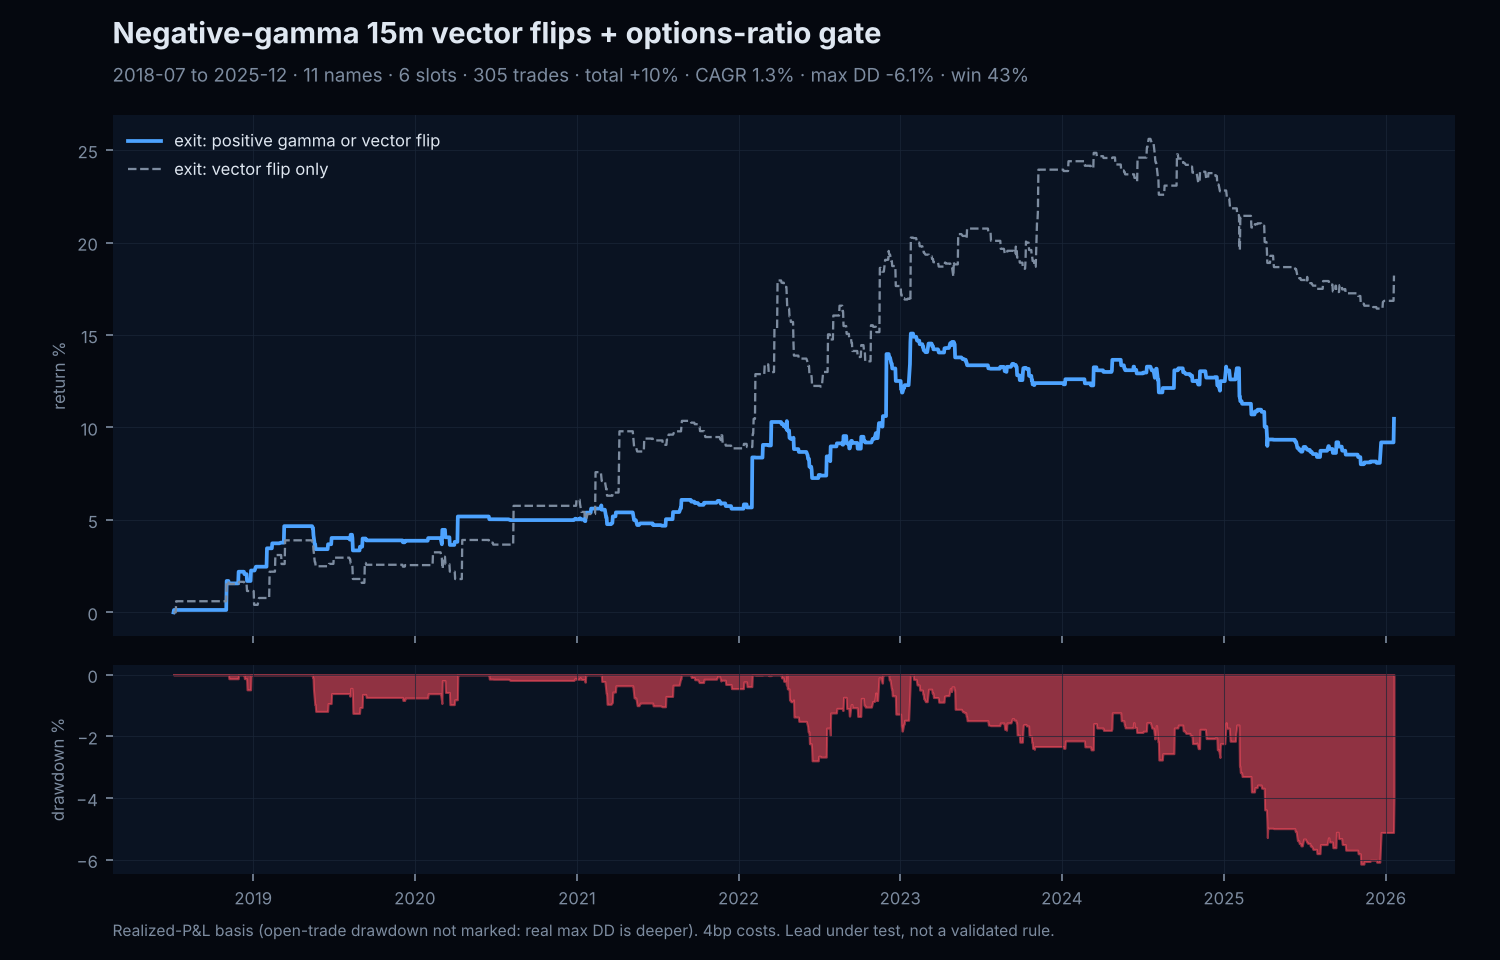 Negative-gamma 15m vector flips + options-ratio gate
2018-07 to 2025-12 · 11 names · 6 slots · 305 trades · total +10% · CAGR 1.3% · max DD -6.1% · win 43%
exit: positive gamma or vector flip
exit: vector flip only
return %
25
20
15
10
5
0
drawdown %
0
−2
−4
−6
2019
2020
2021
2022
2023
2024
2025
2026
Realized-P&L basis (open-trade drawdown not marked: real max DD is deeper). 4bp costs. Lead under test, not a validated rule.